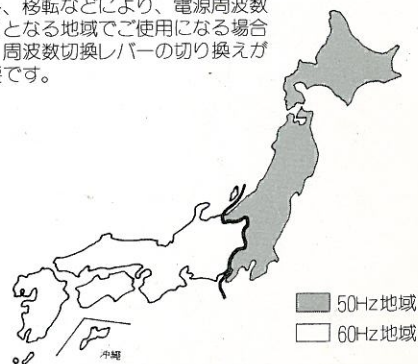 、移転などにより、電源周波数
となる地域でご使用になる場合
周波数切換レバーの切り換えが
要です。
50Hz地域
60Hz地域
沖縄